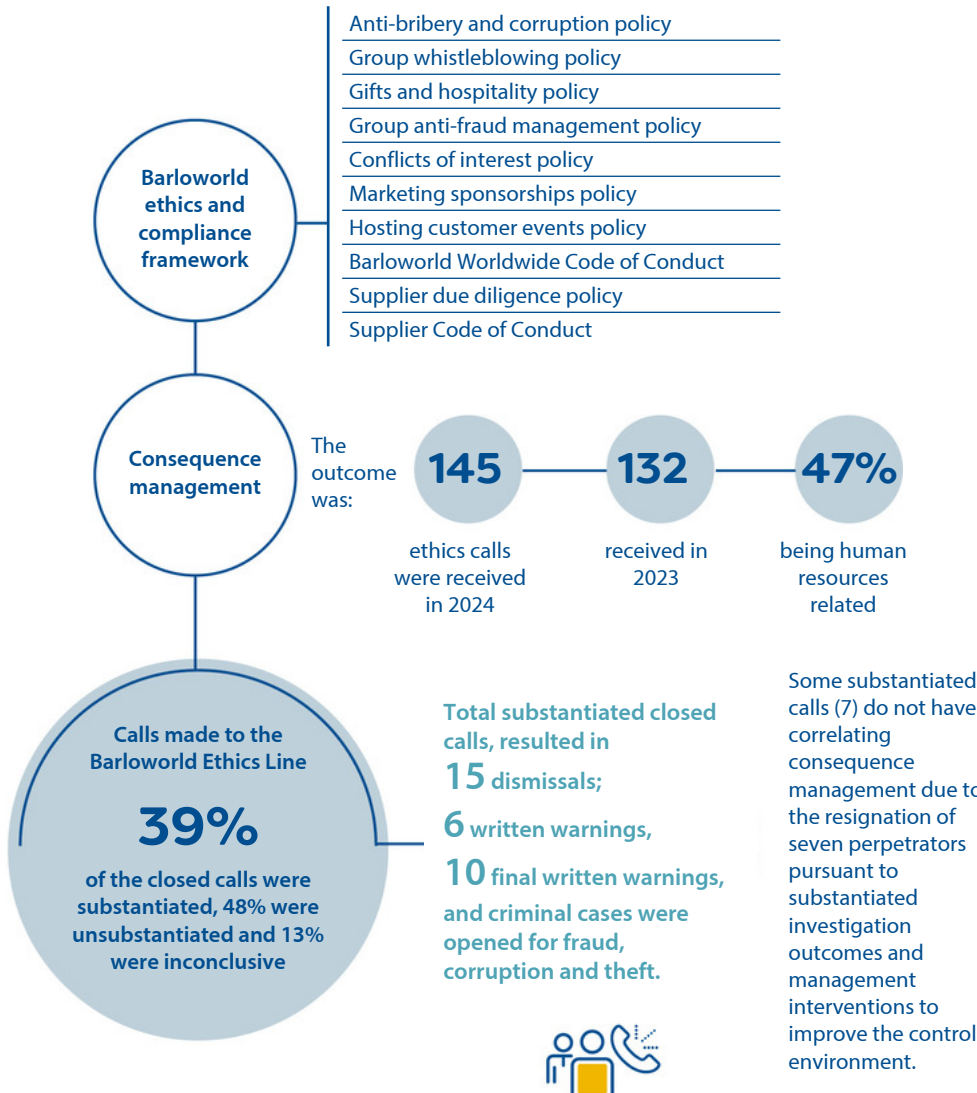 Anti-bribery and corruption policy
Group whistleblowing policy
Gifts and hospitality policy
Group anti-fraud management policy
Conflicts of interest policy
Marketing sponsorships policy
Hosting customer events policy
Barloworld Worldwide Code of Conduct
Supplier due diligence policy
Supplier Code of Conduct
Barloworld
ethics and
compliance
framework
Consequence
management
The
outcome
was:
145
ethics calls
were received
in 2024
132
received in
2023
47%
being human
resources
related
Calls made to the
Barloworld Ethics Line
39%
of the closed calls were
substantiated, 48% were
unsubstantiated and 13%
were inconclusive
Total substantiated closed
calls, resulted in
15 dismissals;
6 written warnings,
10 final written warnings,
and criminal cases were
opened for fraud,
corruption and theft.
Some substantiated
calls (7) do not have
correlating
consequence
management due to
the resignation of
seven perpetrators
pursuant to
substantiated
investigation
outcomes and
management
interventions to
improve the control
environment.